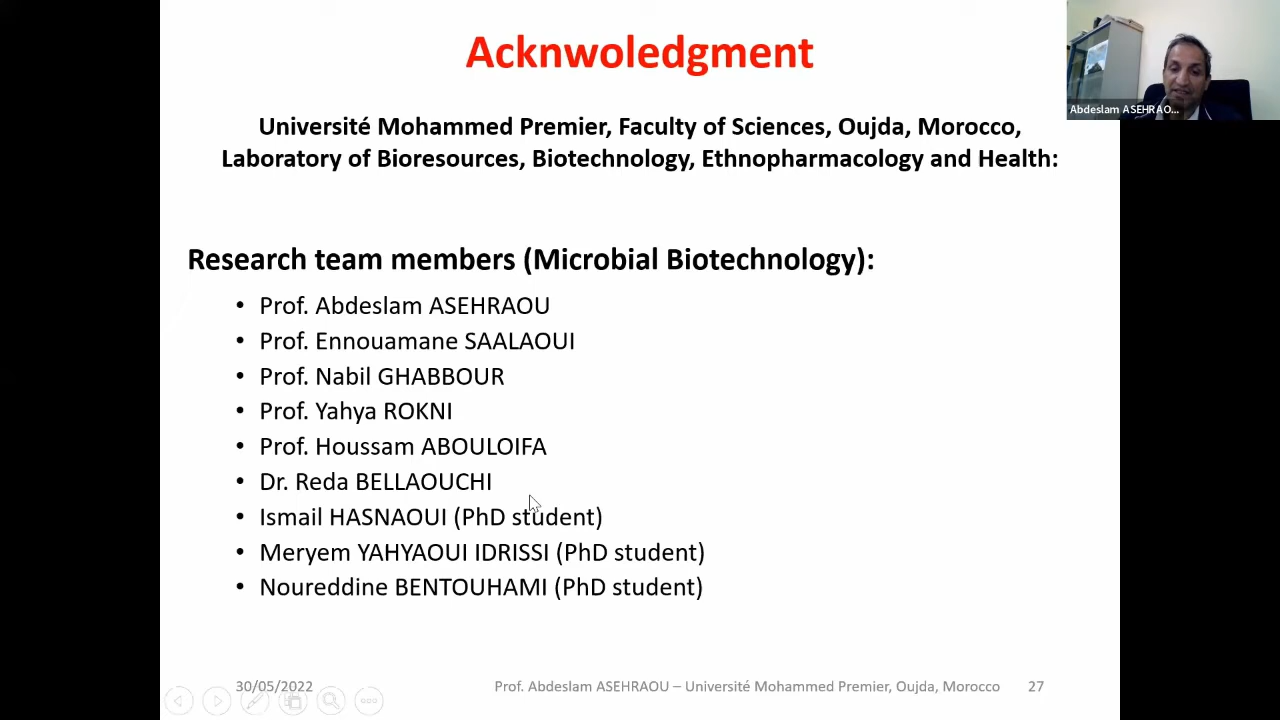 Acknwoledgment
Abdeslam ASEHRAO...
Université Mohammed Premier, Faculty of Sciences, Oujda, Morocco,
Laboratory of Bioresources, Biotechnology, Ethnopharmacology and Health:
Research team members (Microbial Biotechnology):
• Prof. Abdeslam ASEHRAOU
• Prof. Ennouamane SAALAOUI
• Prof. Nabil GHABBOUR
• Prof. Yahya ROKNI
• Prof. Houssam ABOULOIFA
• Dr. Reda BELLAOUCHI
• Ismail HASNAOUI (PhD student)
• Meryem YAHYAOUI IDRISSI (PhD student)
• Noureddine BENTOUHAMI (PhD student)
30/05/2022
Prof. Abdeslam ASEHRAOU – Université Mohammed Premier, Oujda, Morocco
27